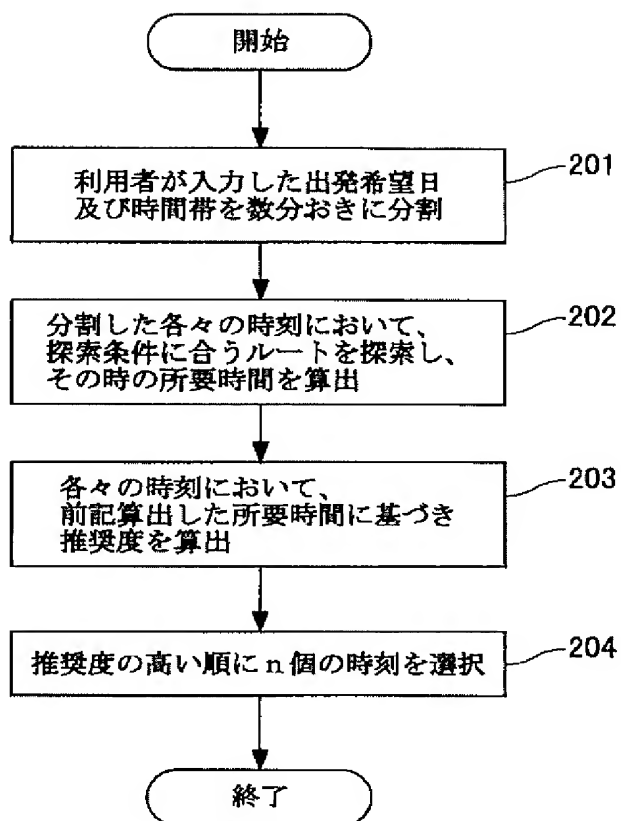 開始
利用者が入力した出発希望日
及び時間帯を数分おきに分割
201
分割した各々の時刻において、
探索条件に合うルートを探索し、
その時の所要時間を算出
202
各々の時刻において、
前記算出した所要時間に基づき
推奨度を算出
203
推奨度の高い順にn個の時刻を選択
204
終了